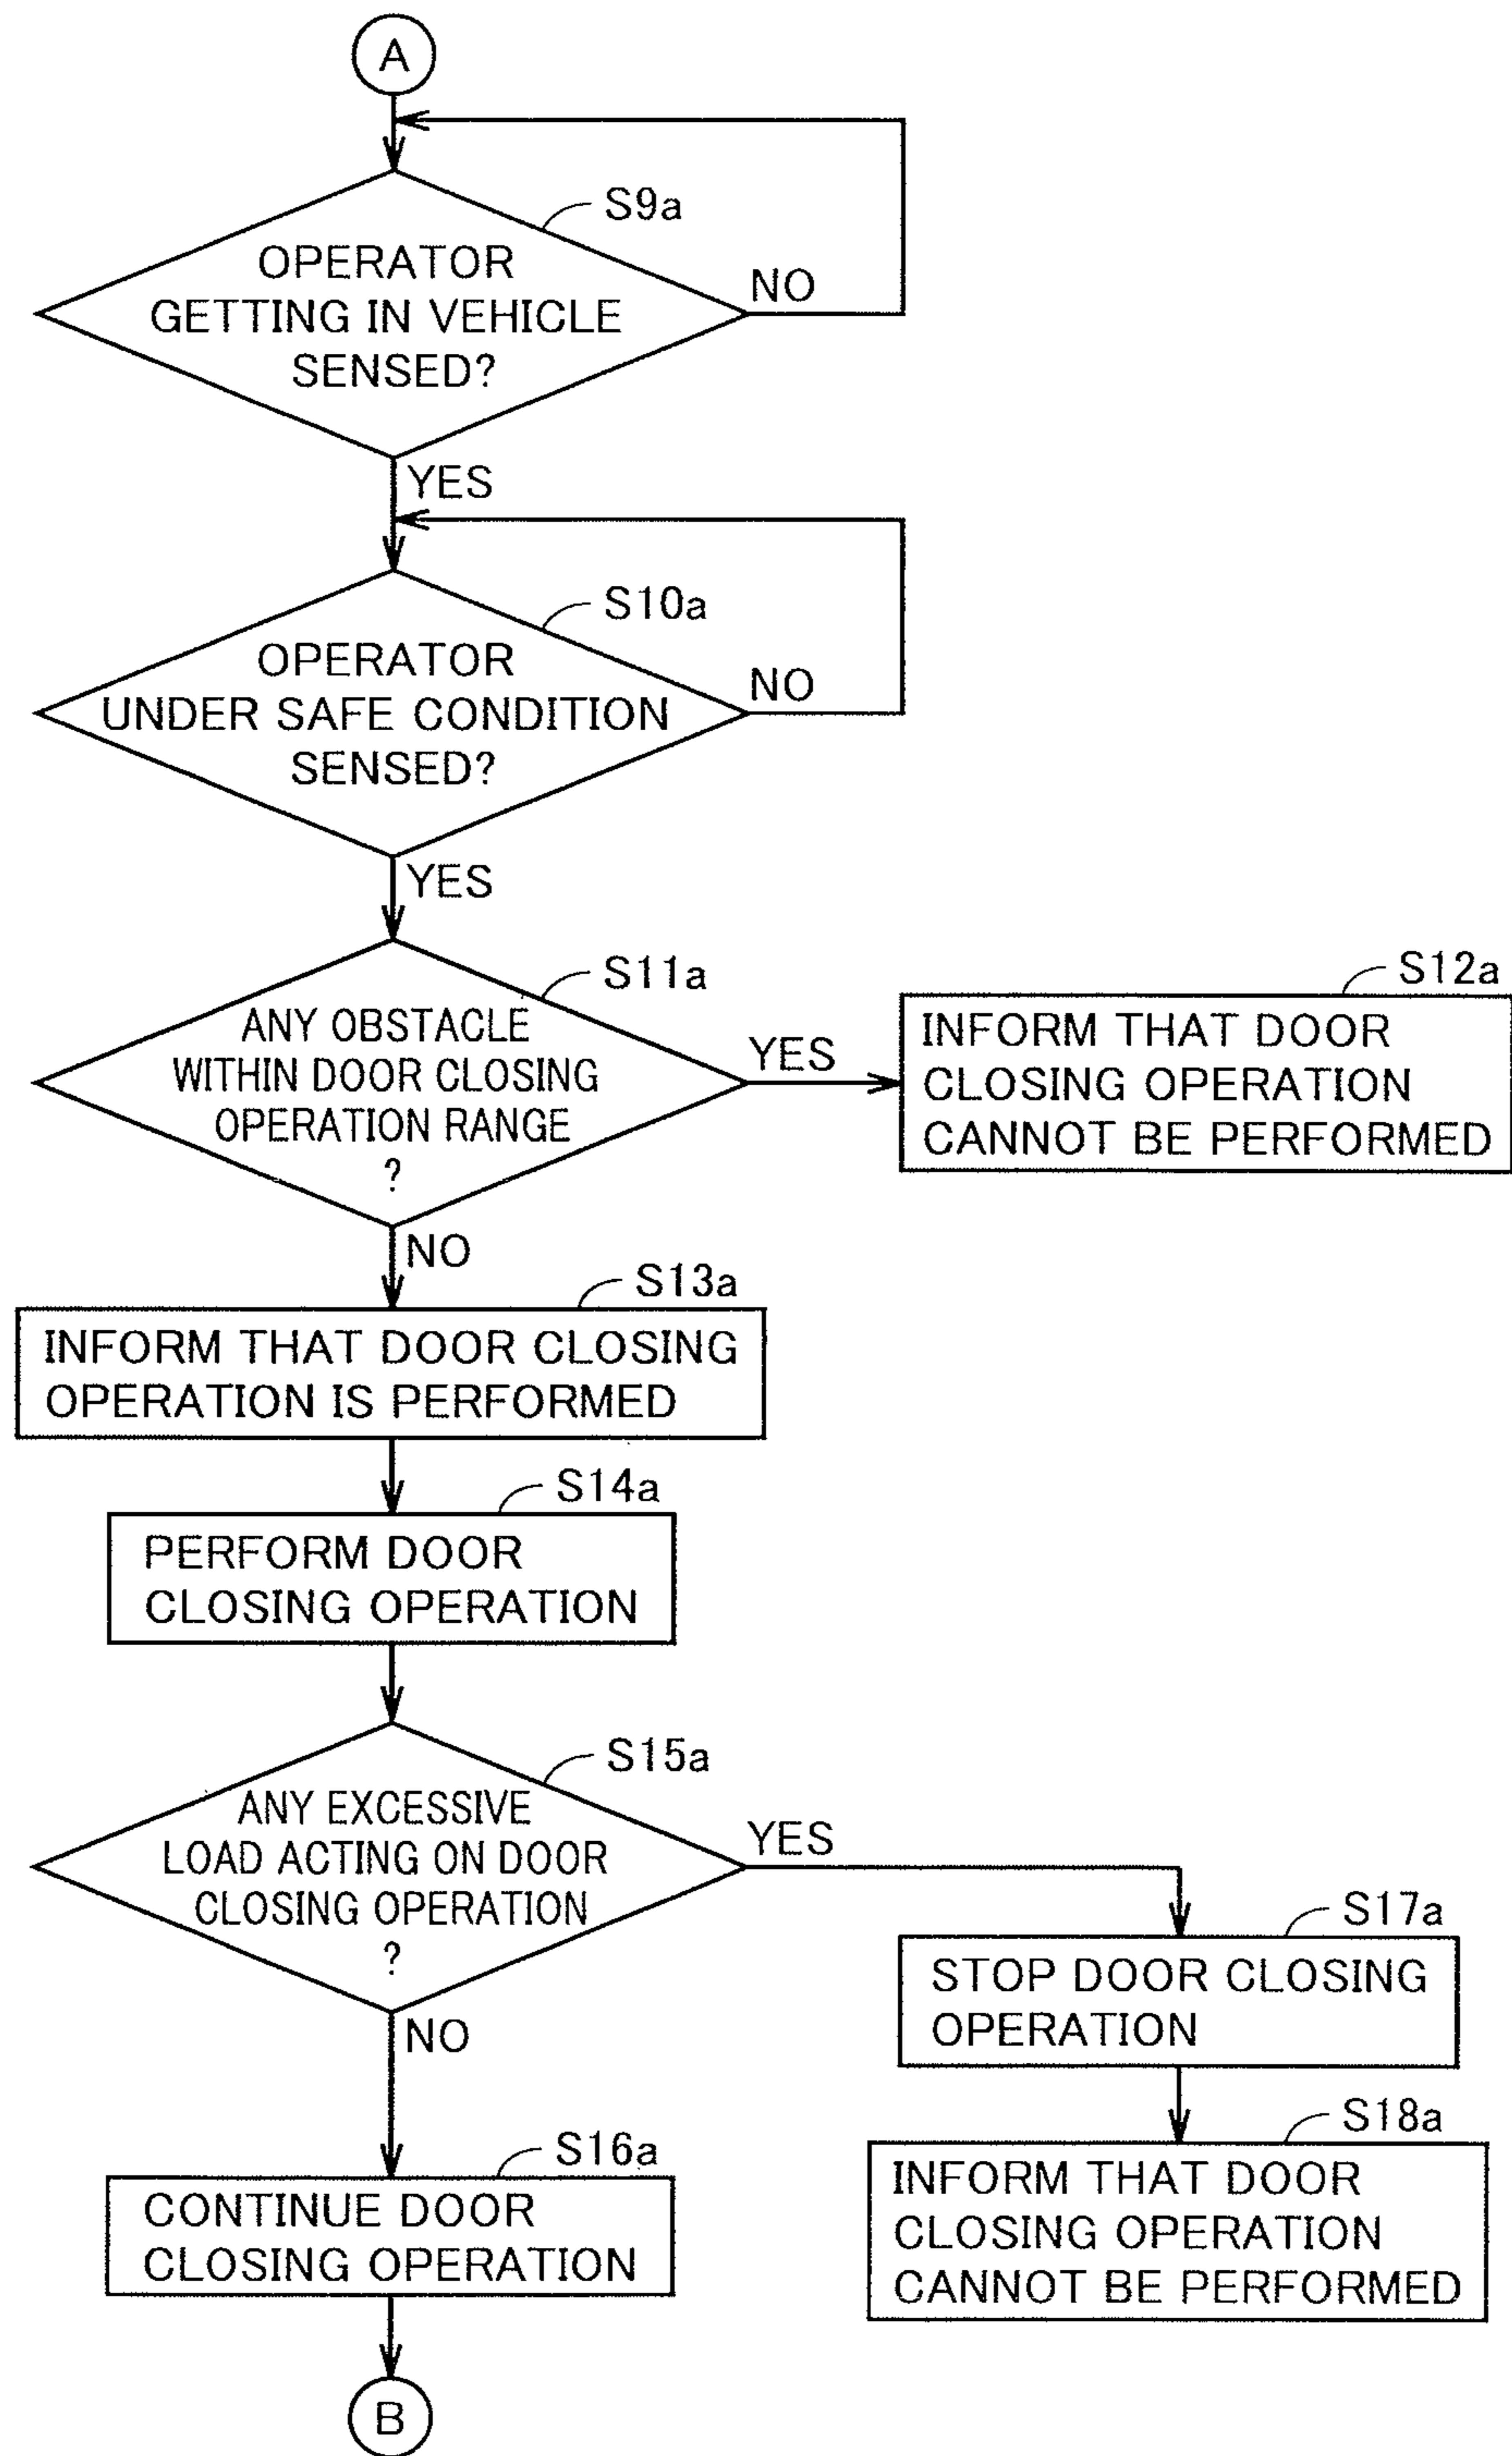 A
S9a
OPERATOR
GETTING IN VEHICLE
SENSED?
NO
YES
S10a
OPERATOR
UNDER SAFE CONDITION
SENSED?
NO
YES
S11a
ANY OBSTACLE
WITHIN DOOR CLOSING
OPERATION RANGE
?
YES
S12a
INFORM THAT DOOR
CLOSING OPERATION
CANNOT BE PERFORMED
NO
S13a
INFORM THAT DOOR CLOSING
OPERATION IS PERFORMED
S14a
PERFORM DOOR
CLOSING OPERATION
S15a
ANY EXCESSIVE
LOAD ACTING ON DOOR
CLOSING OPERATION
?
YES
S17a
STOP DOOR CLOSING
OPERATION
NO
S18a
INFORM THAT DOOR
CLOSING OPERATION
CANNOT BE PERFORMED
S16a
CONTINUE DOOR
CLOSING OPERATION
B